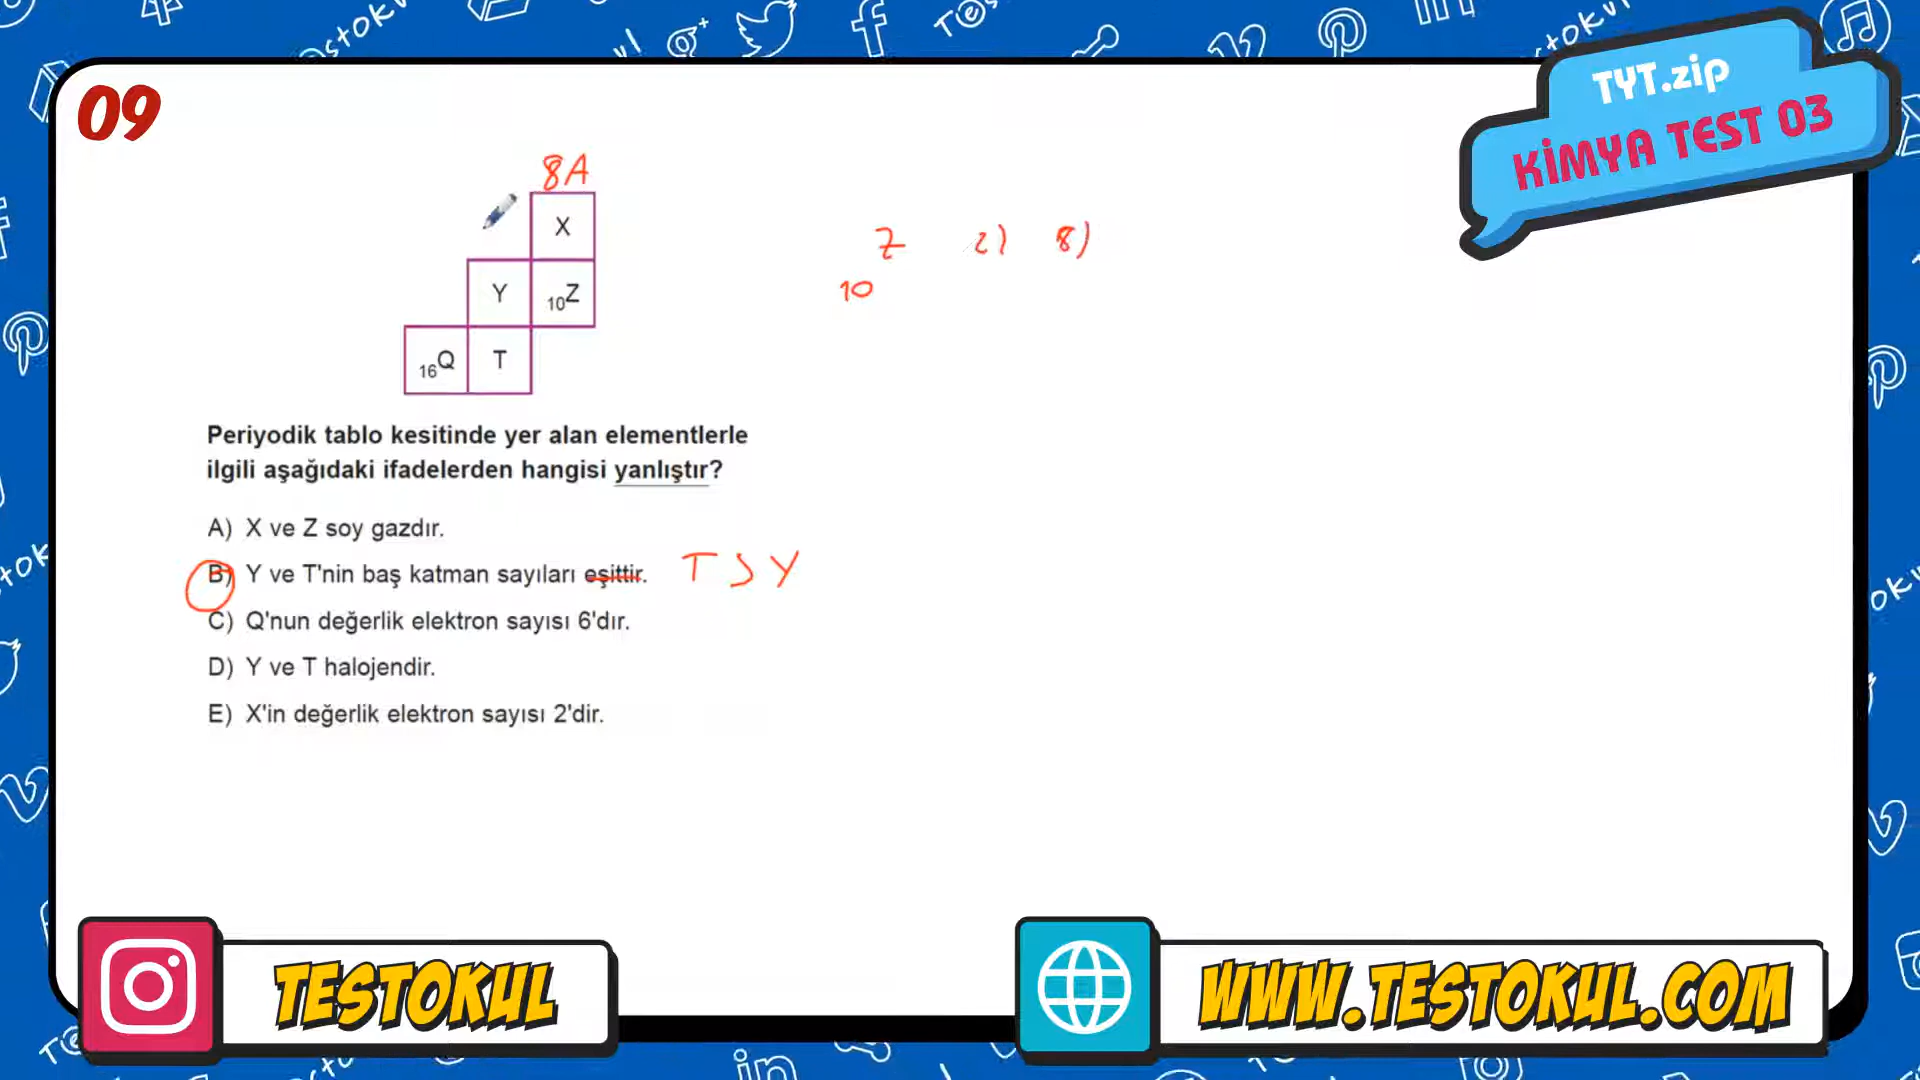 TYT.zip
KİMYA TEST 03
09
8A
X
Y
10Z
16Q
T
Z 2) 8)
10
Periyodik tablo kesitinde yer alan elementlerle
ilgili aşağıdaki ifadelerden hangisi yanlıştır?
A) X ve Z soy gazdır.
B) Y ve T'nin baş katman sayıları eşittir. T > Y
C) Q'nun değerlik elektron sayısı 6'dır.
D) Y ve T halojendir.
E) X'in değerlik elektron sayısı 2'dir.
TESTOKUL
WWW.TESTOKUL.COM